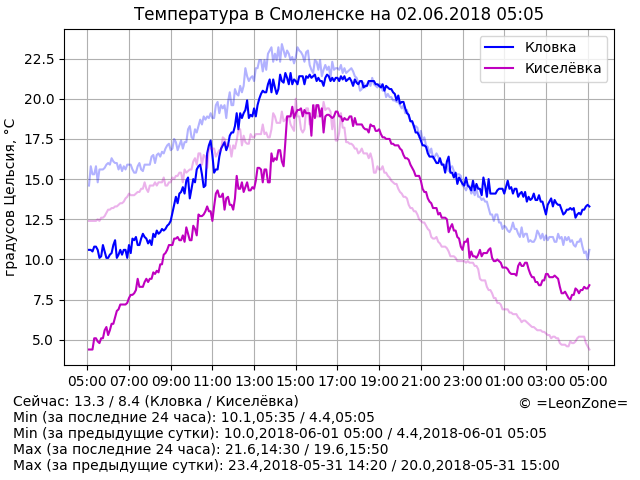 Температура в Смоленске на 02.06.2018 05:05
градусов Цельсия, °C
22.5
20.0
17.5
15.0
12.5
10.0
7.5
5.0
Кловка
Киселёвка
05:00 07:00 09:00 11:00 13:00 15:00 17:00 19:00 21:00 23:00 01:00 03:00 05:00
Сейчас: 13.3 / 8.4 (Кловка / Киселёвка)
© =LeonZone=
Min (за последние 24 часа): 10.1,05:35 / 4.4,05:05
Min (за предыдущие сутки): 10.0,2018-06-01 05:00 / 4.4,2018-06-01 05:05
Max (за последние 24 часа): 21.6,14:30 / 19.6,15:50
Max (за предыдущие сутки): 23.4,2018-05-31 14:20 / 20.0,2018-05-31 15:00